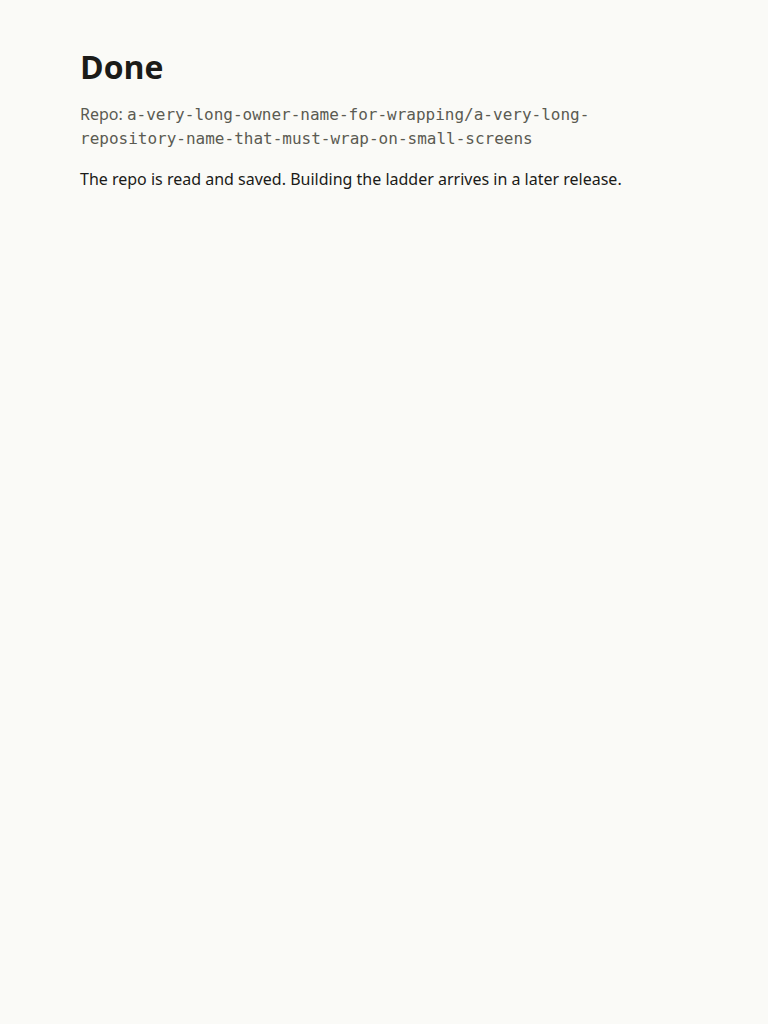 Done
Repo: a-very-long-owner-name-for-wrapping/a-very-long-
repository-name-that-must-wrap-on-small-screens
The repo is read and saved. Building the ladder arrives in a later release.